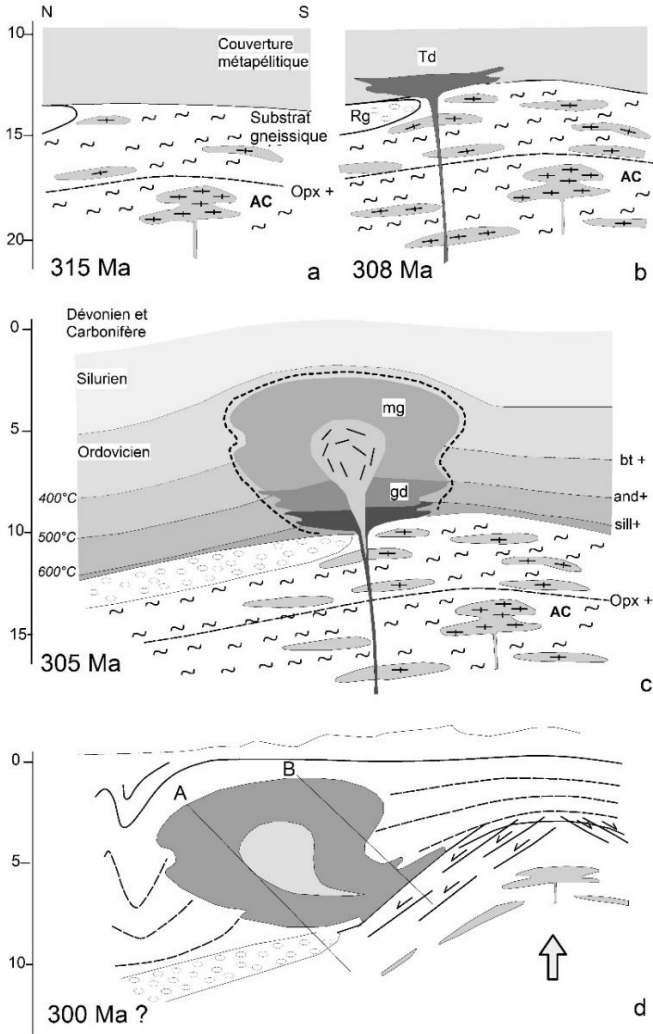 N
S
10
15
20
Couverture
métapélitique
Substrat
gneissique
Opx +
AC
315 Ma
a
Td
Rg
AC
308 Ma
b
0
5
10
15
Dévonien et
Carbonifère
Silurien
Ordovicien
400°C
500°C
600°C
mg
gd
bt +
and+
sill+
Opx +
AC
305 Ma
c
0
5
10
A
B
300 Ma ?
d